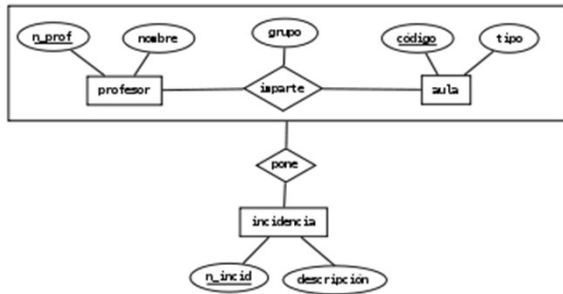 n_prof
nombre
grupo
código
tipo
profesor
imparte
aula
pone
incidencia
n_incid
descripción